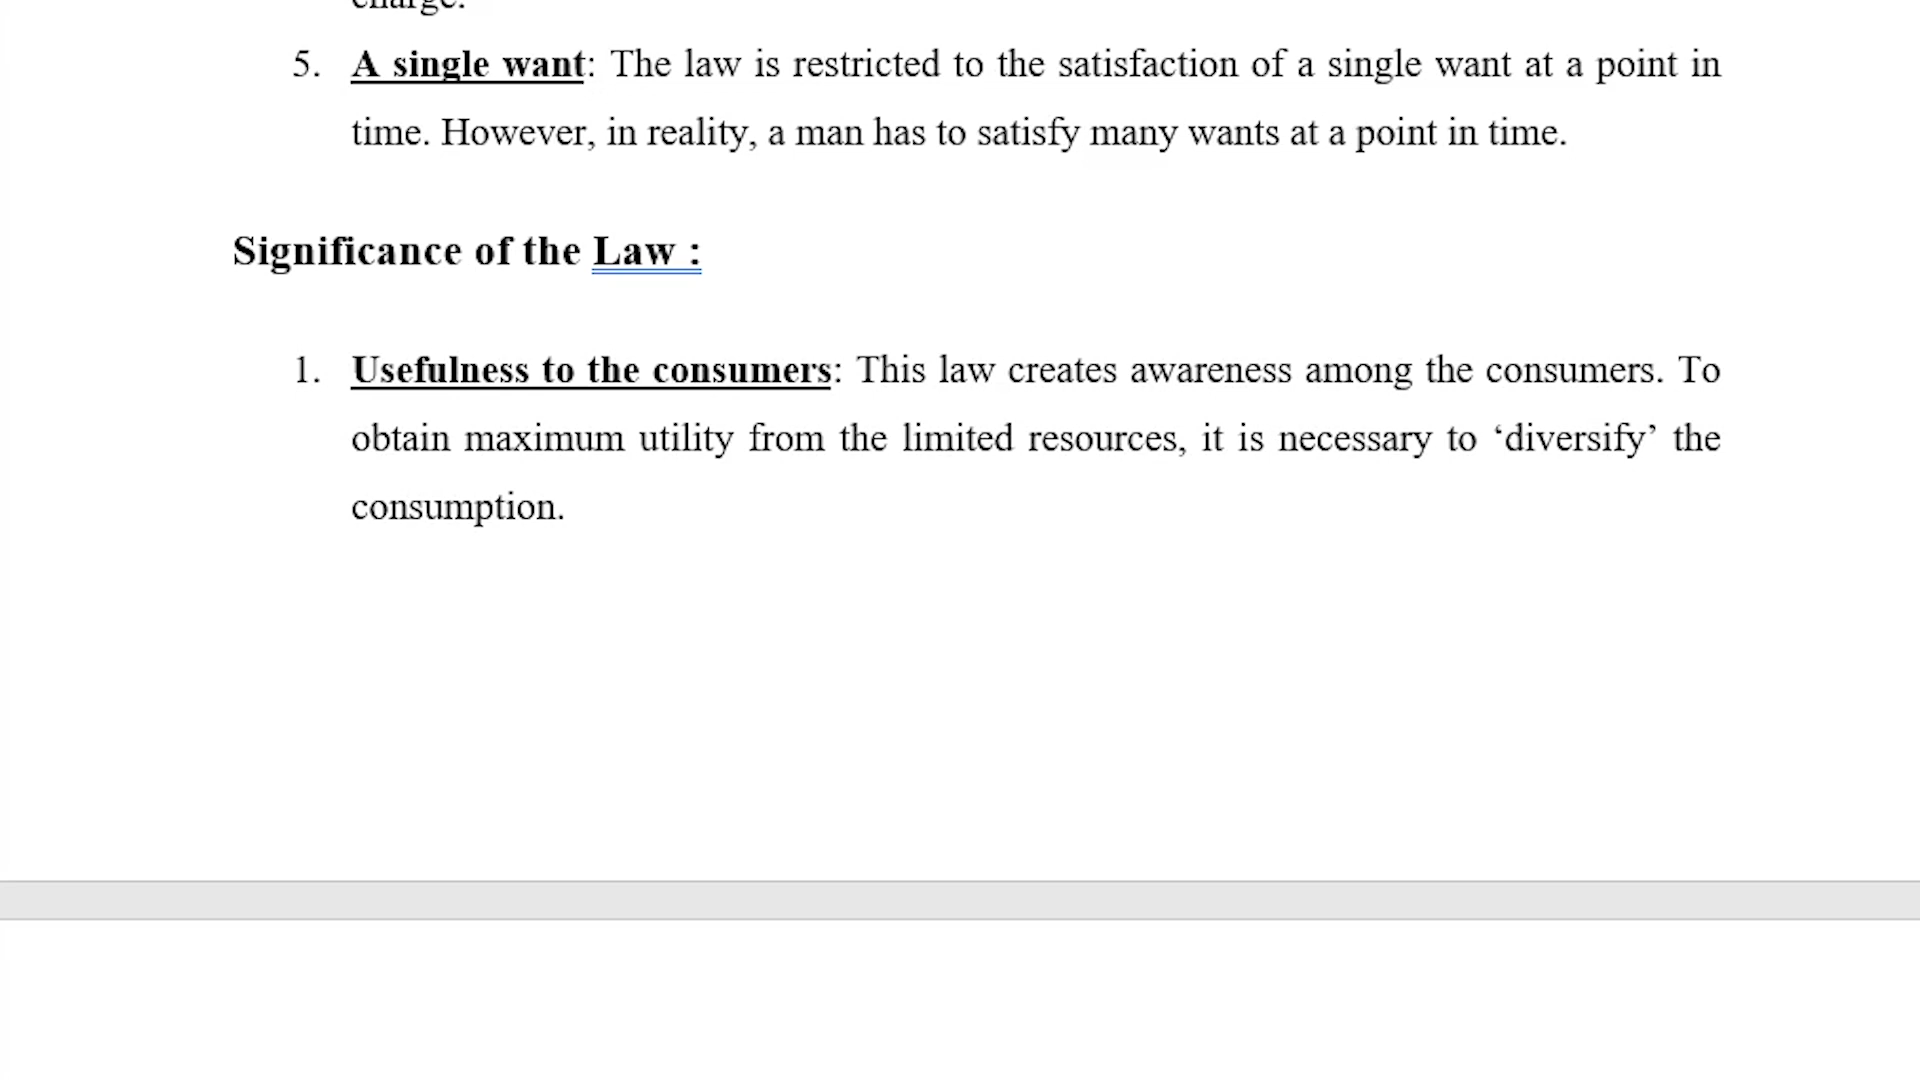 charge.
5. A single want: The law is restricted to the satisfaction of a single want at a point in
time. However, in reality, a man has to satisfy many wants at a point in time.
Significance of the Law :
1. Usefulness to the consumers: This law creates awareness among the consumers. To
obtain maximum utility from the limited resources, it is necessary to ‘diversify’ the
consumption.